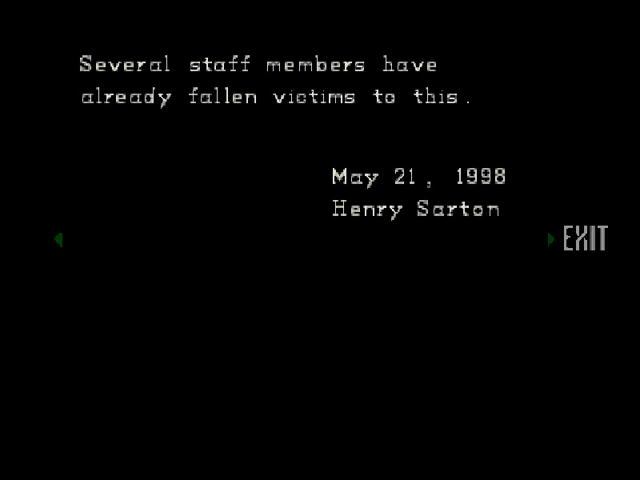 Several staff members have
already fallen victims to this.
May 21, 1998
Henry Sarton
EXIT